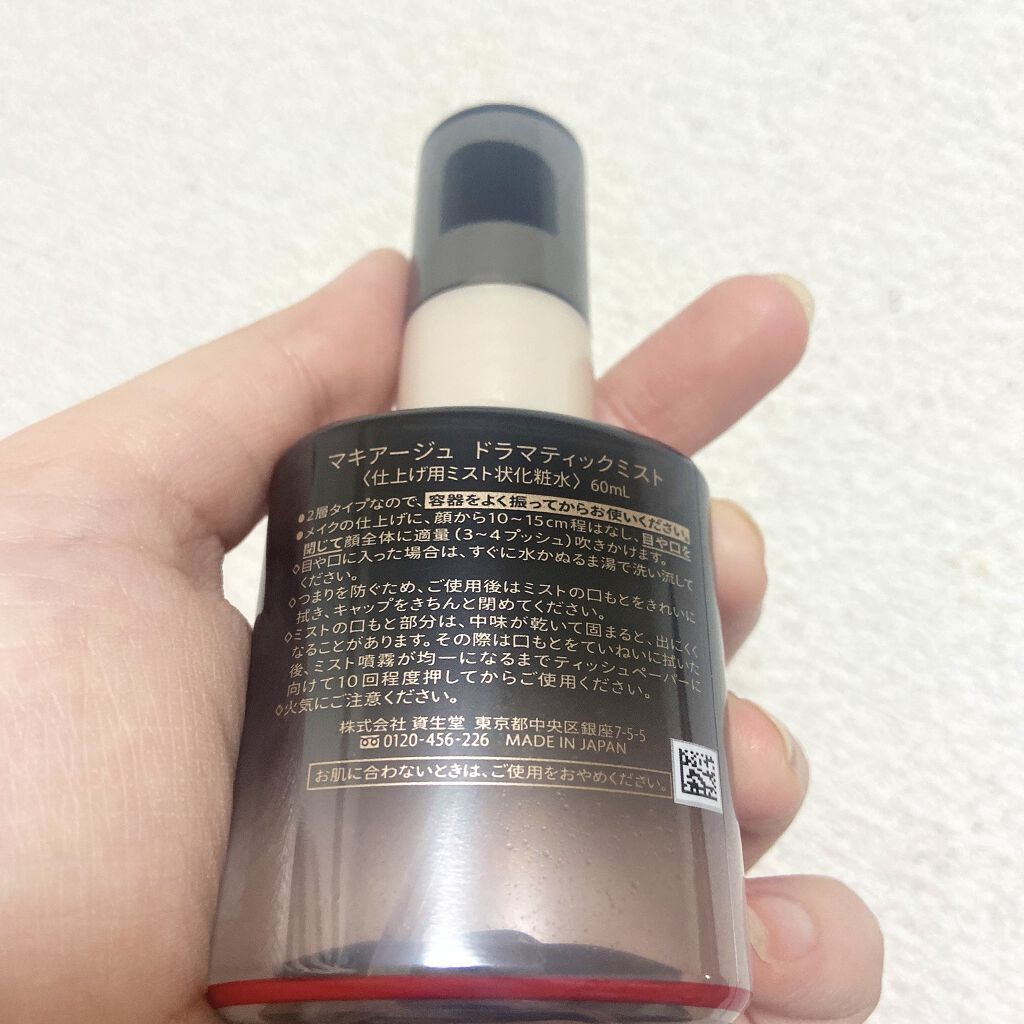 マキアージュ ドラマティックミスト
〈仕上げ用ミスト状化粧水〉 60mL
●2層タイプなので、容器をよく振ってからお使いください。
●メイクの仕上げに、顔から10～15cm程はなし、目や口を
閉じて顔全体に適量(3～4プッシュ)吹きかけます。
◇目や口に入った場合は、すぐに水かぬるま湯で洗い流して
ください。
◇つまりを防ぐため、ご使用後はミストの口もとをきれいに
拭き、キャップをきちんと閉めてください。
◇ミストの口もと部分は、中味が乾いて固まると、出にくく
なることがあります。その際は口もとをていねいに拭いた
後、ミスト噴霧が均一になるまでティッシュペーパーに
向けて10回程度押してからご使用ください。
◇火気にご注意ください。
株式会社 資生堂 東京都中央区銀座7-5-5
0120-456-226 MADE IN JAPAN
お肌に合わないときは、ご使用をおやめください。